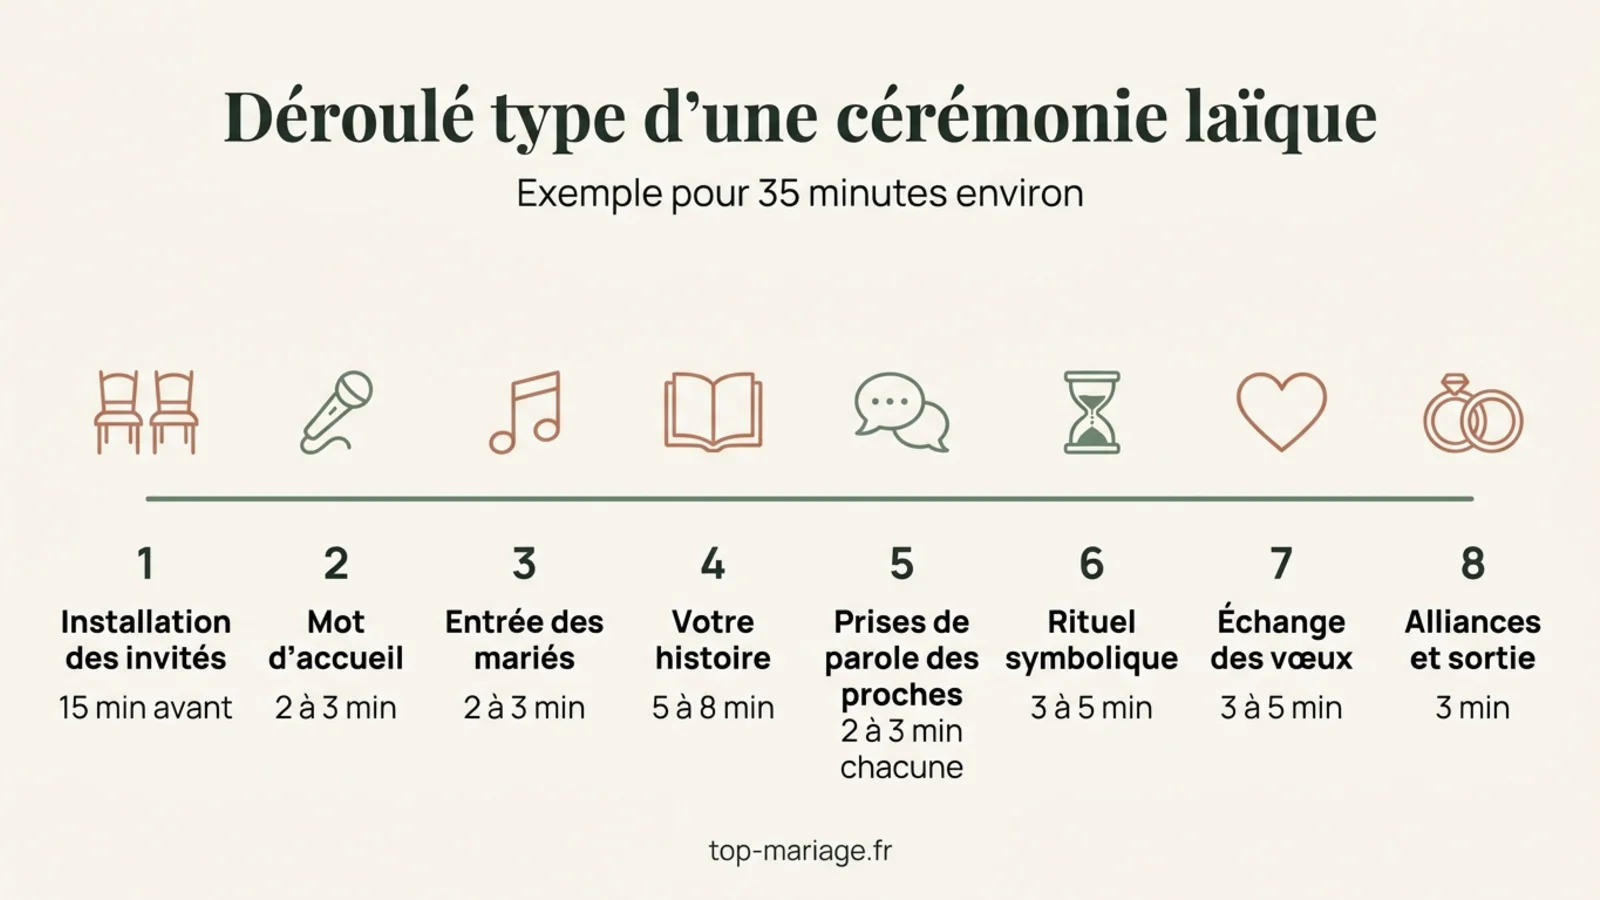 Déroulé type d’une cérémonie laïque
Exemple pour 35 minutes environ
1
Installation
des invités
15 min avant
2
Mot
d’accueil
2 à 3 min
3
Entrée des
mariés
2 à 3 min
4
Votre
histoire
5 à 8 min
5
Prises de
parole des
proches
2 à 3 min
chacune
6
Rituel
symbolique
3 à 5 min
7
Échange
des vœux
3 à 5 min
8
Alliances
et sortie
3 min
top-mariage.fr